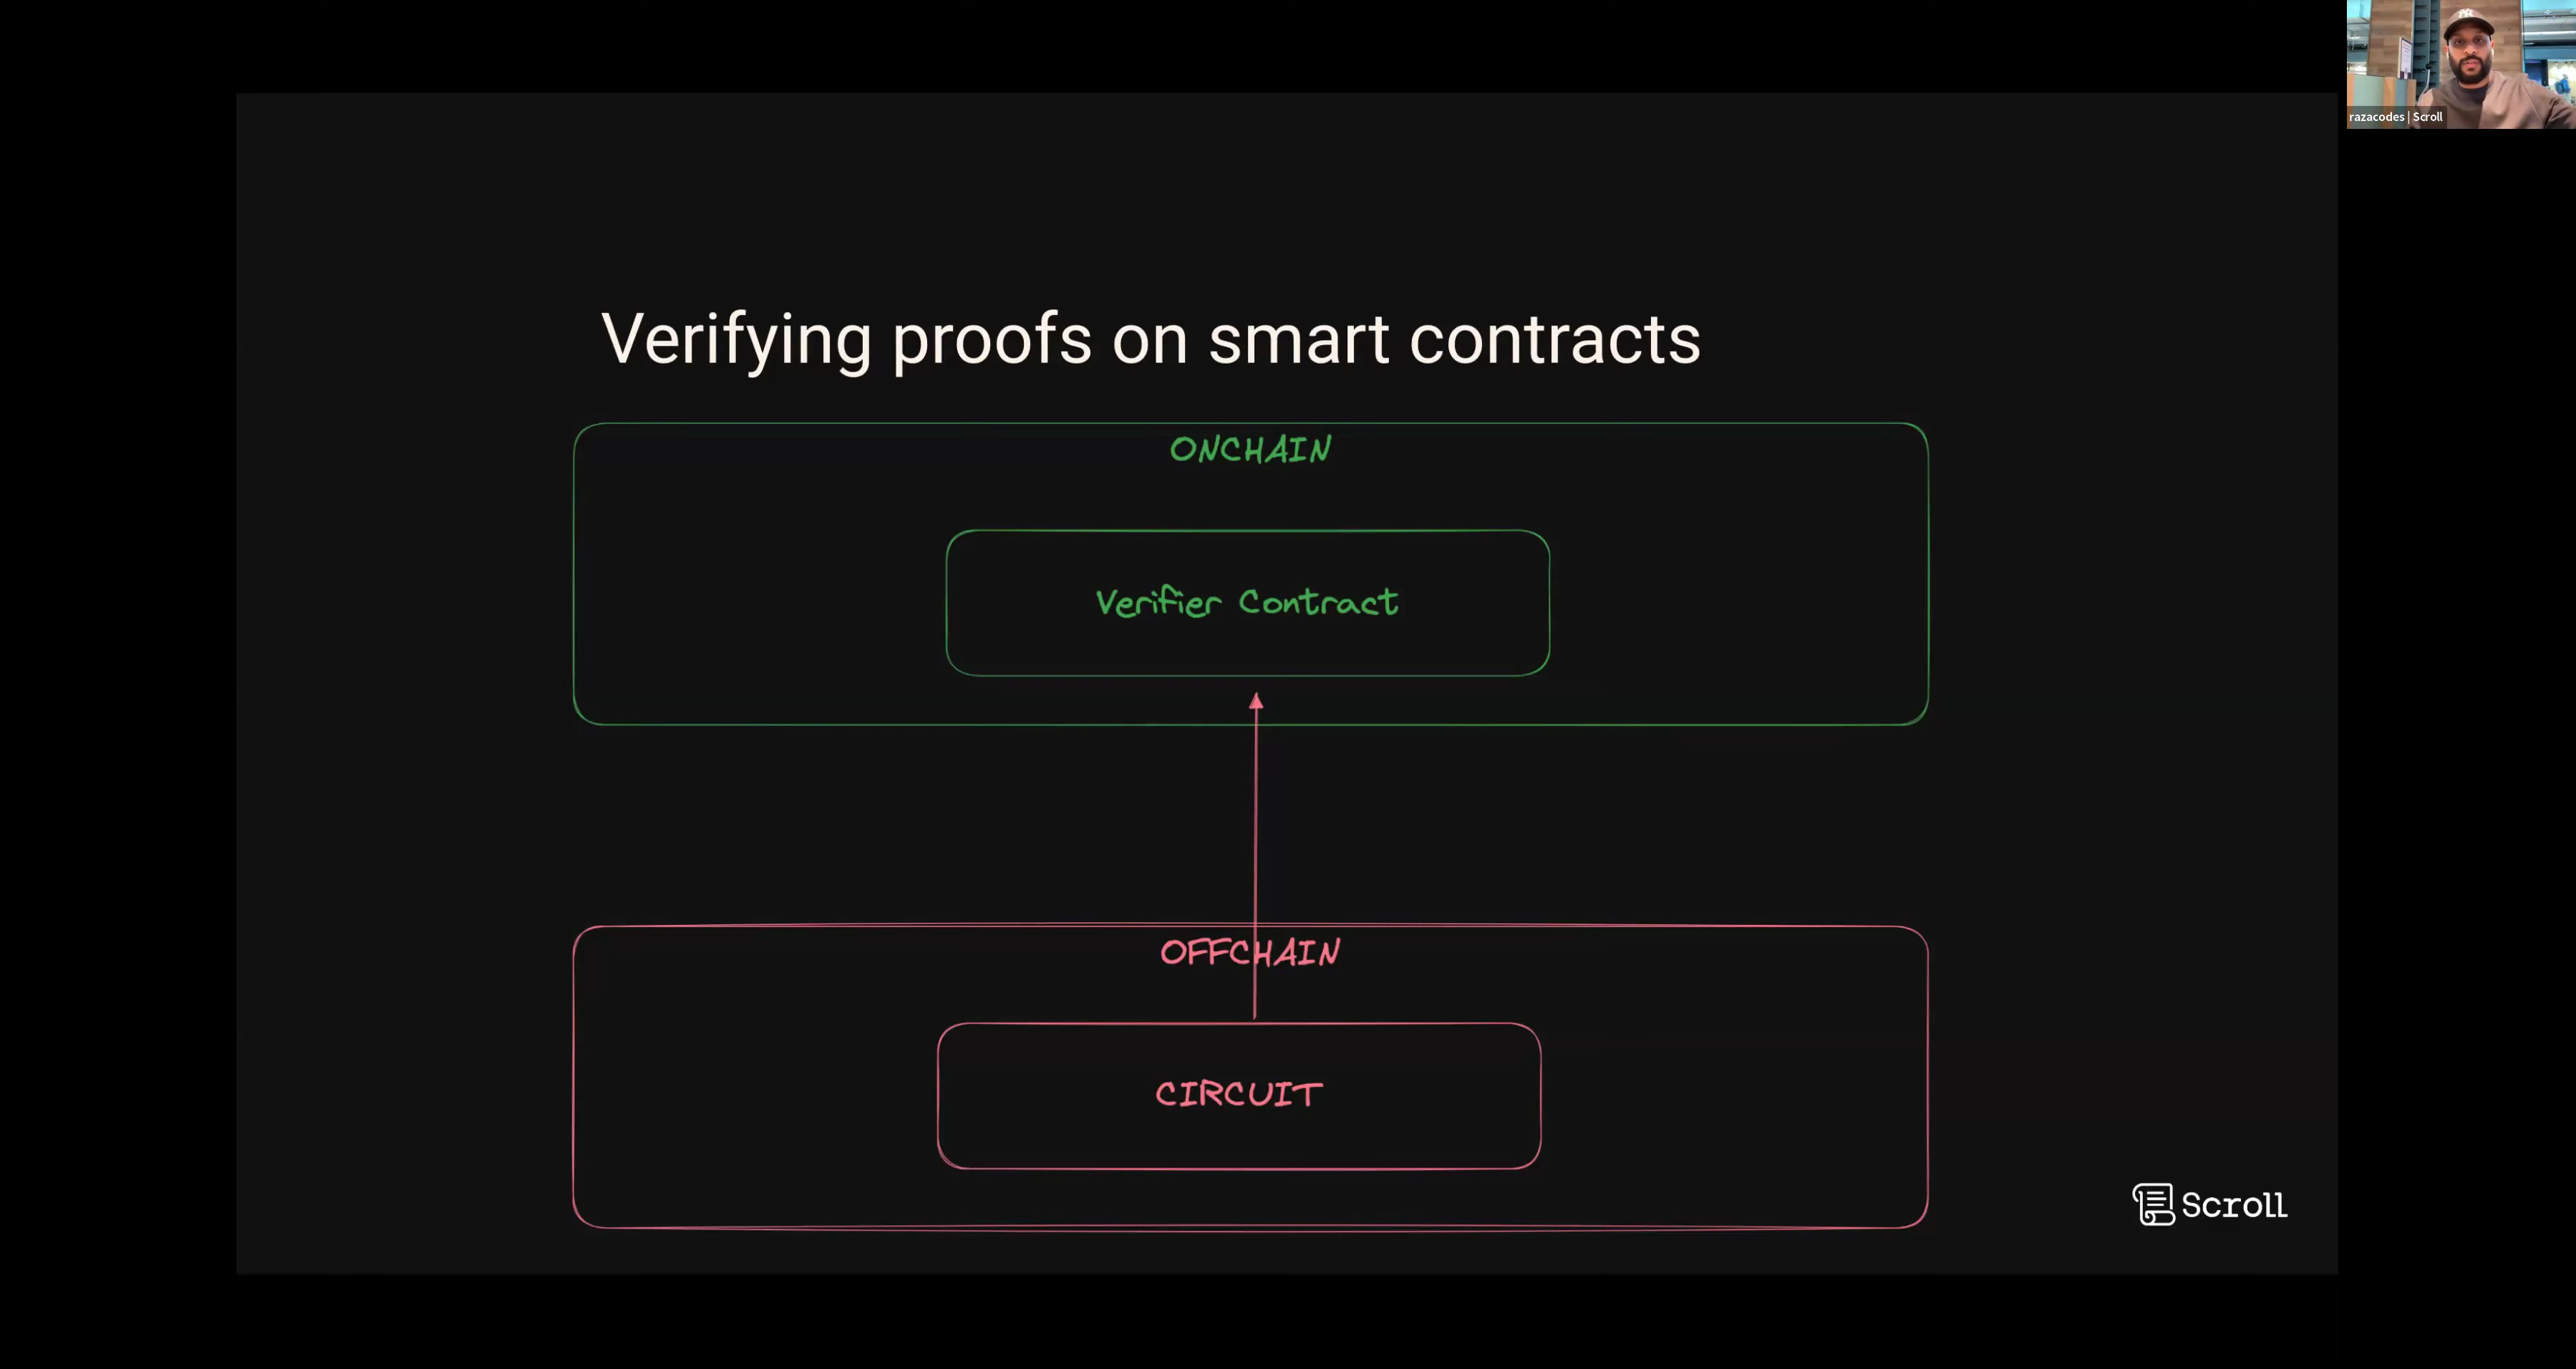 razacodes | Scroll
Verifying proofs on smart contracts
ONCHAIN
Verifier Contract
OFFCHAIN
CIRCUIT
Scroll